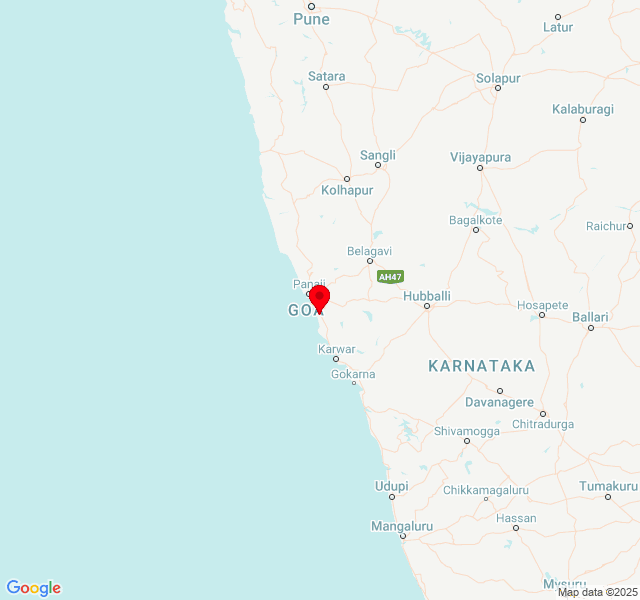 Pune
Latur
Satara
Solapur
Kalaburagi
Sangli
Vijayapura
Kolhapur
Bagalkote
Raichur
Belagavi
AH47
Panaji
Hubballi
GOA
Hosapete
Ballari
Karwar
KARNATAKA
Gokarna
Davanagere
Chitradurga
Shivamogga
Udupi
Chikkamagaluru
Tumakuru
Hassan
Mangaluru
Mysuru
Google
Map data ©2025